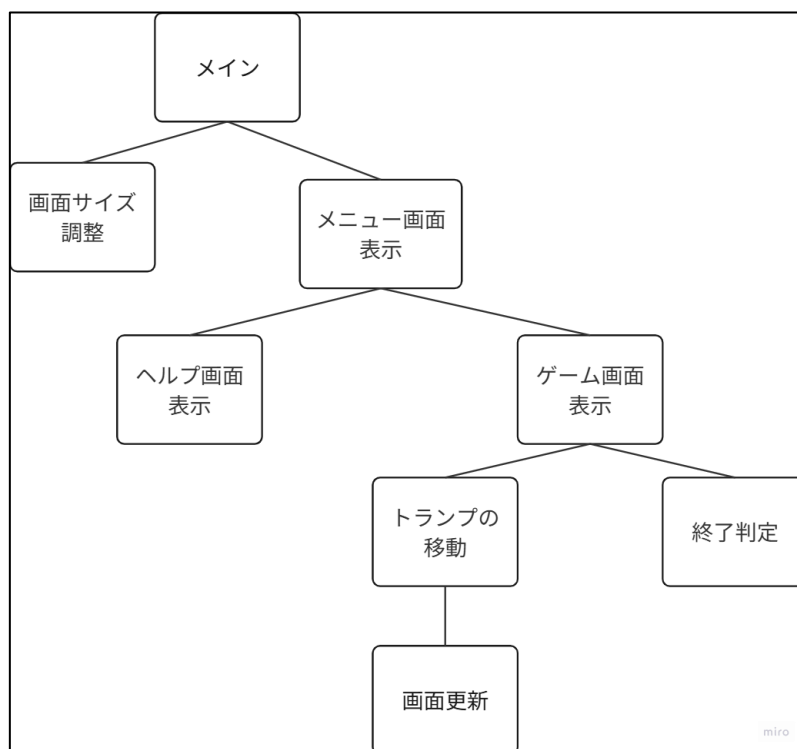 メイン
画面サイズ
調整
メニュー画面
表示
ヘルプ画面
表示
ゲーム画面
表示
トランプの
移動
終了判定
画面更新
miro